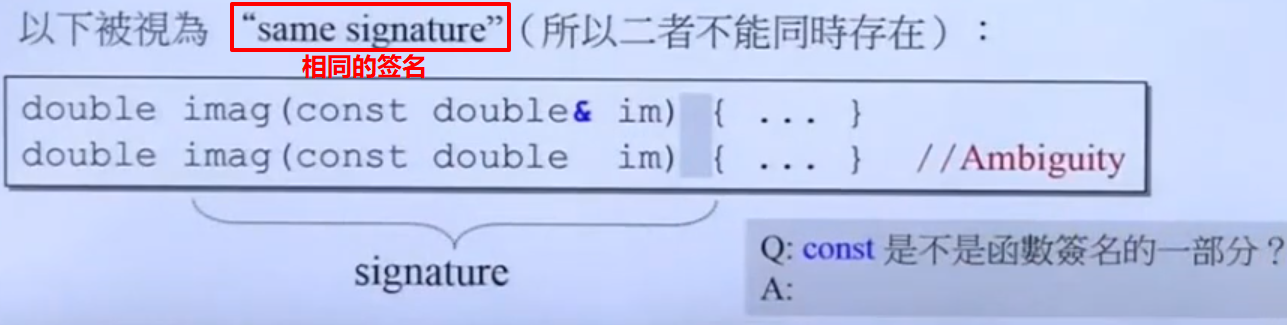 以下被視為 “same signature”（所以二者不能同時存在）：
相同的签名
double imag(const double& im) { ... }
double imag(const double im) { ... } //Ambiguity
signature
Q: const 是不是函數簽名的一部分？
A: